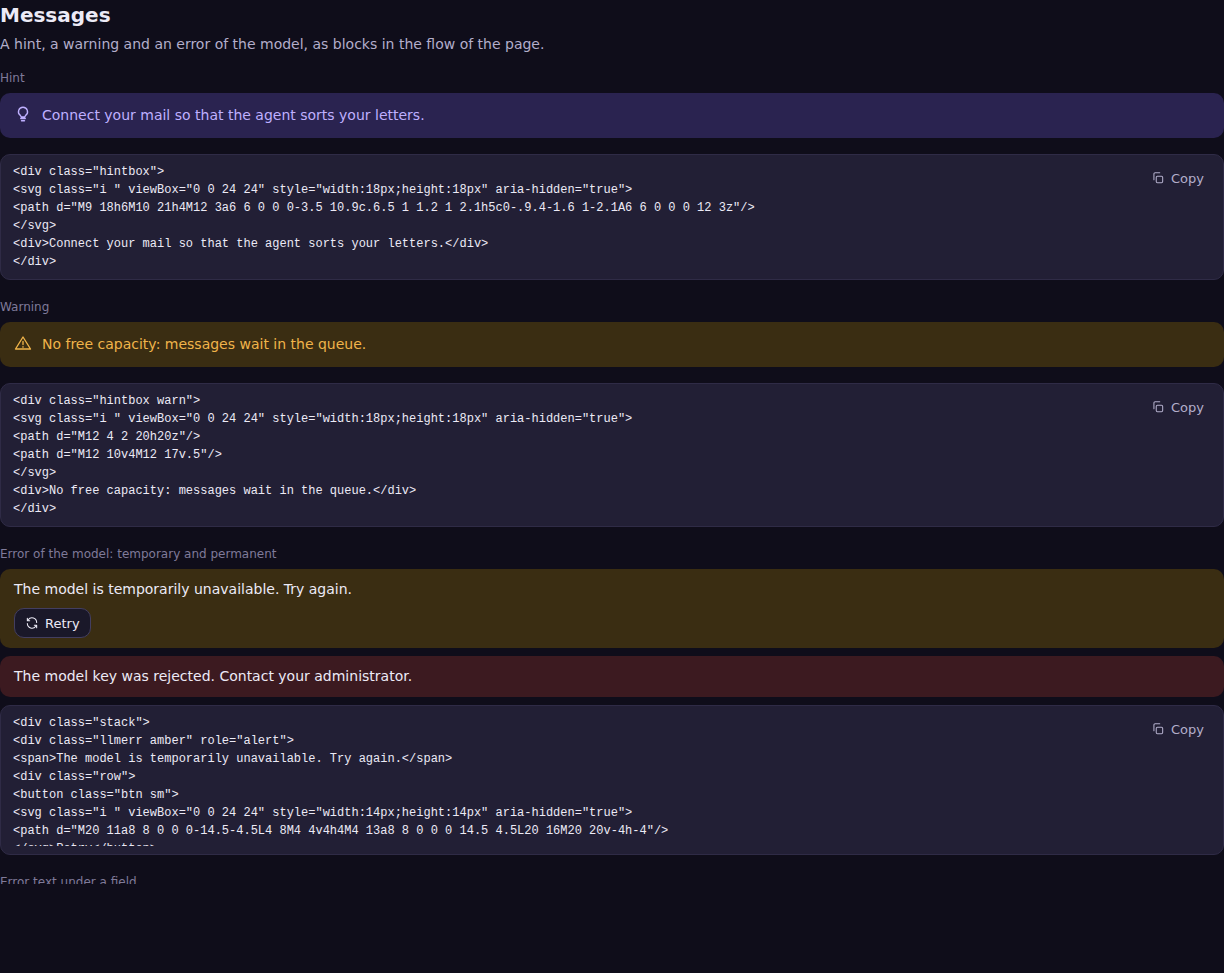 Messages
A hint, a warning and an error of the model, as blocks in the flow of the page.
Hint
Connect your mail so that the agent sorts your letters.
<div class="hintbox">
Copy
<svg class="i " viewBox="0 0 24 24" style="width:18px;height:18px" aria-hidden="true">
<path d="M9 18h6M10 21h4M12 3a6 6 0 0 0-3.5 10.9c.6.5 1 1.2 1 2.1h5c0-.9.4-1.6 1-2.1A6 6 0 0 0 12 3z"/>
</svg>
<div>Connect your mail so that the agent sorts your letters.</div>
</div>
Warning
No free capacity: messages wait in the queue.
<div class="hintbox warn">
Copy
<svg class="i " viewBox="0 0 24 24" style="width:18px;height:18px" aria-hidden="true">
<path d="M12 4 2 20h20z"/>
<path d="M12 10v4M12 17v.5"/>
</svg>
<div>No free capacity: messages wait in the queue.</div>
</div>
Error of the model: temporary and permanent
The model is temporarily unavailable. Try again.
Retry
The model key was rejected. Contact your administrator.
<div class="stack">
Copy
<div class="llmerr amber" role="alert">
<span>The model is temporarily unavailable. Try again.</span>
<div class="row">
<button class="btn sm">
<svg class="i " viewBox="0 0 24 24" style="width:14px;height:14px" aria-hidden="true">
<path d="M20 11a8 8 0 0 0-14.5-4.5L4 8M4 4v4h4M4 13a8 8 0 0 0 14.5 4.5L20 16M20 20v-4h-4"/>
Error text under a field